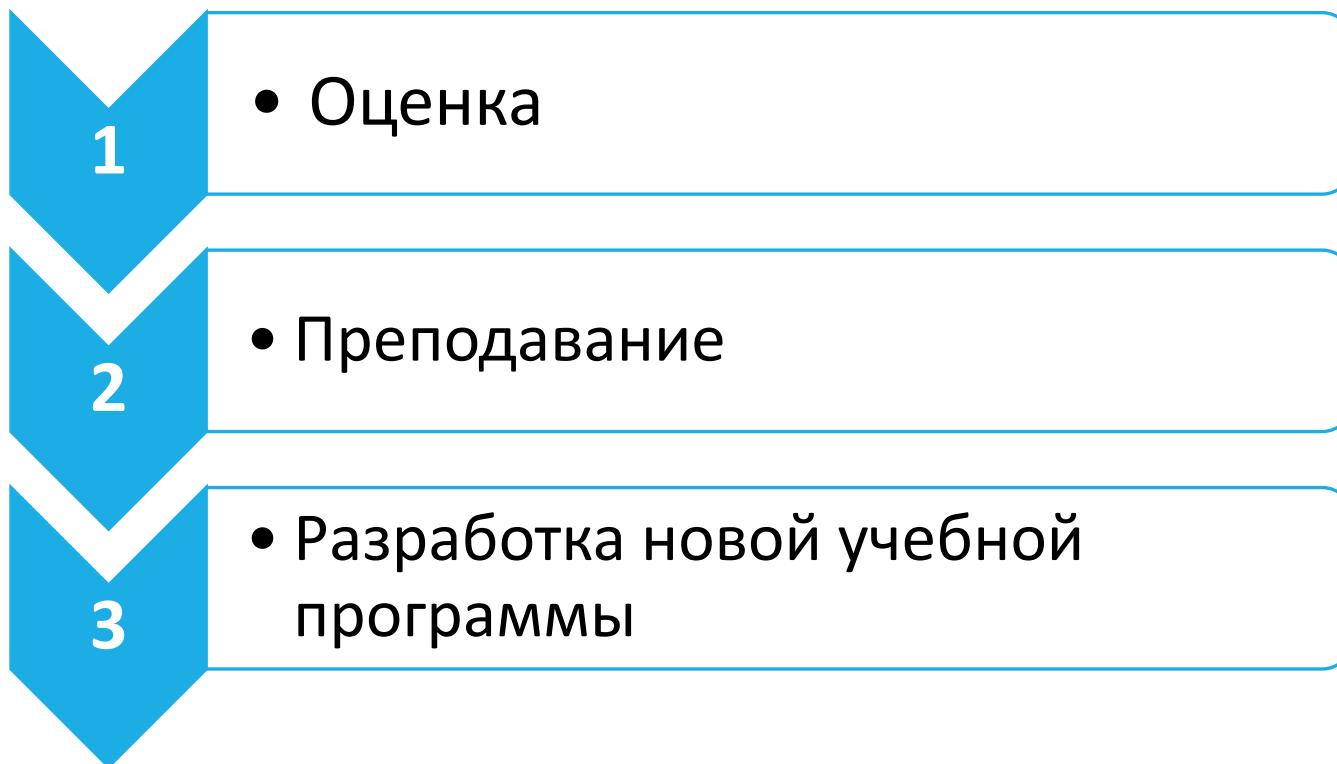 1
• Оценка
2
• Преподавание
3
• Разработка новой учебной
программы